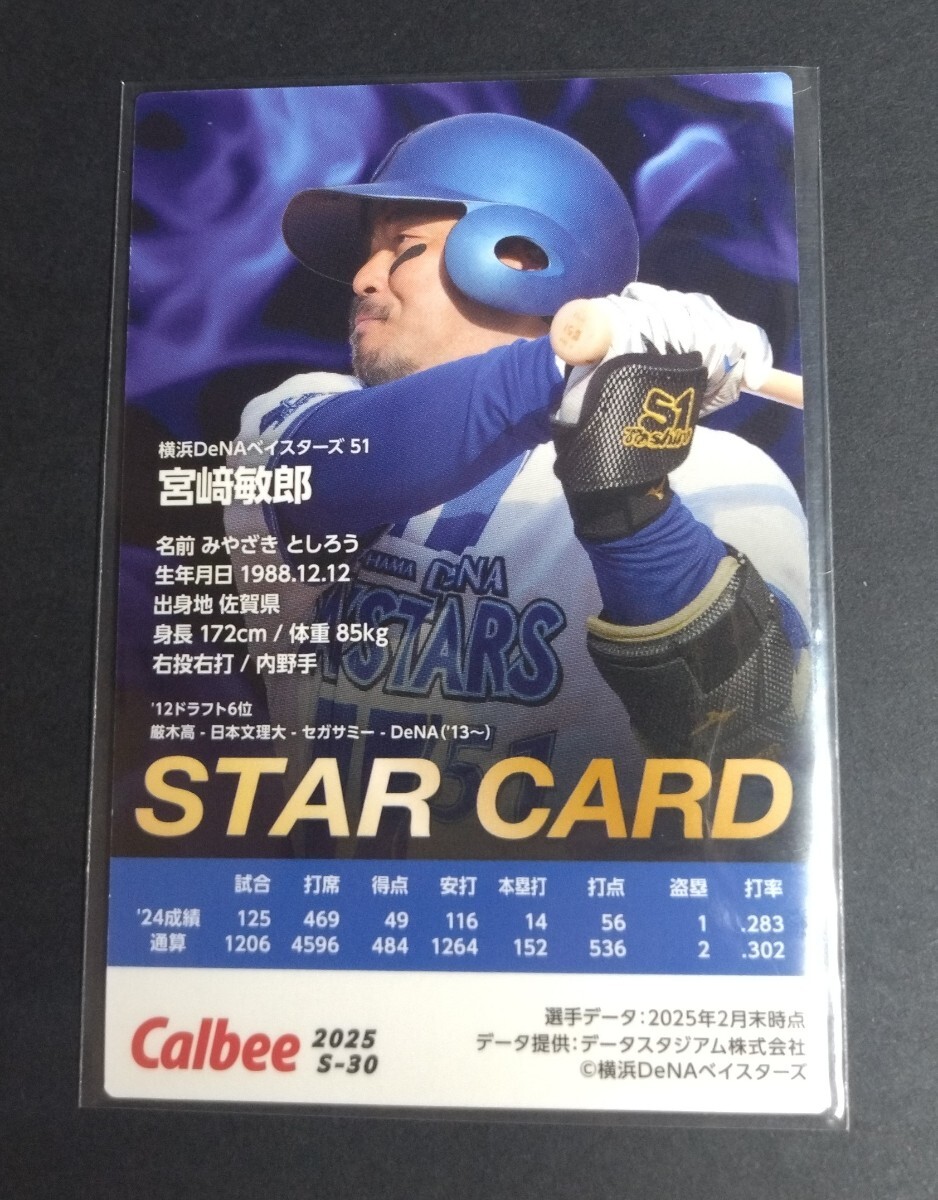 S1
Toshiro
横浜DeNAベイスターズ 51
宮﨑敏郎
名前 みやざき としろう
生年月日 1988.12.12
出身地 佐賀県
身長 172cm / 体重 85kg
右投右打 / 内野手
HAMA DeNA
YSTARS
51
'12ドラフト6位
厳木高 - 日本文理大 - セガサミー - DeNA('13〜)
STAR CARD
試合 打席 得点 安打 本塁打 打点 盗塁 打率
'24成績 125 469 49 116 14 56 1 .283
通算 1206 4596 484 1264 152 536 2 .302
Calbee 2025
S-30
選手データ：2025年2月末時点
データ提供：データスタジアム株式会社
©横浜DeNAベイスターズ